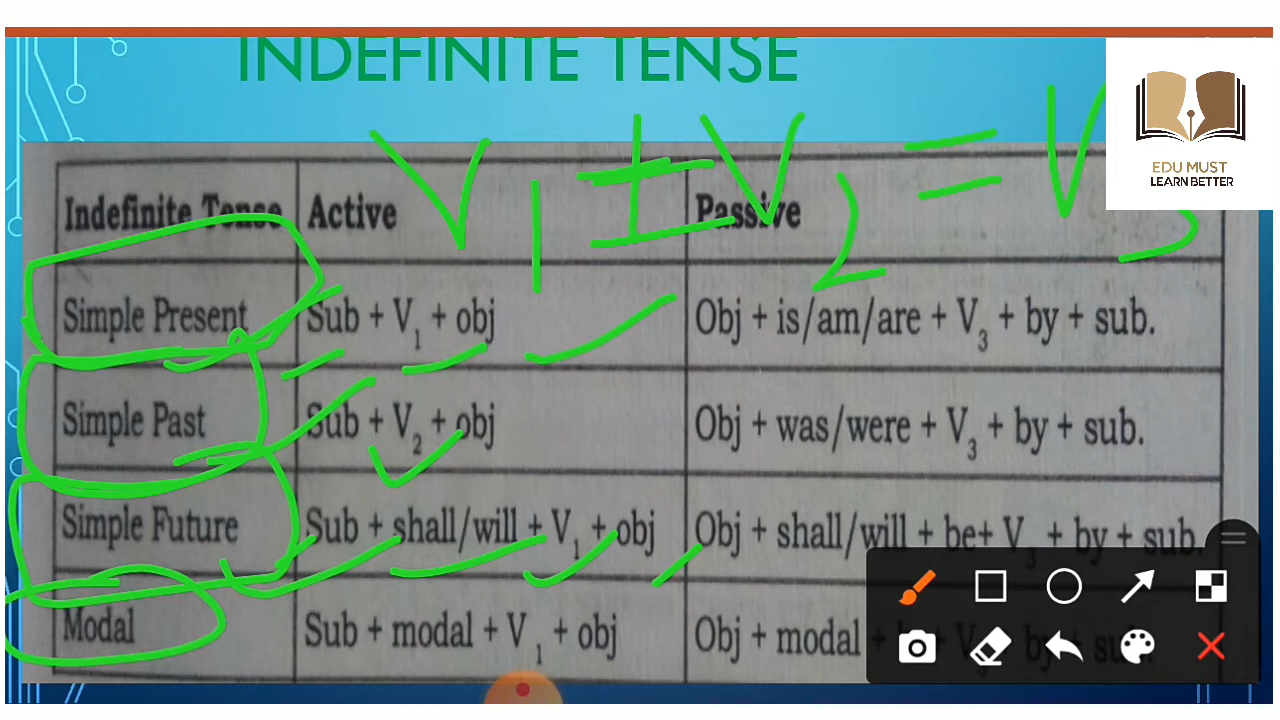 INDEFINITE TENSE
EDU MUST
LEARN BETTER
V1 + V2 = V3
Indefinite Tense Active Passive
Simple Present Sub + V1 + obj Obj + is/am/are + V3 + by + sub.
Simple Past Sub + V2 + obj Obj + was/were + V3 + by + sub.
Simple Future Sub + shall/will + V1 + obj Obj + shall/will + be+ V3 + by + sub.
Modal Sub + modal + V1 + obj Obj + modal